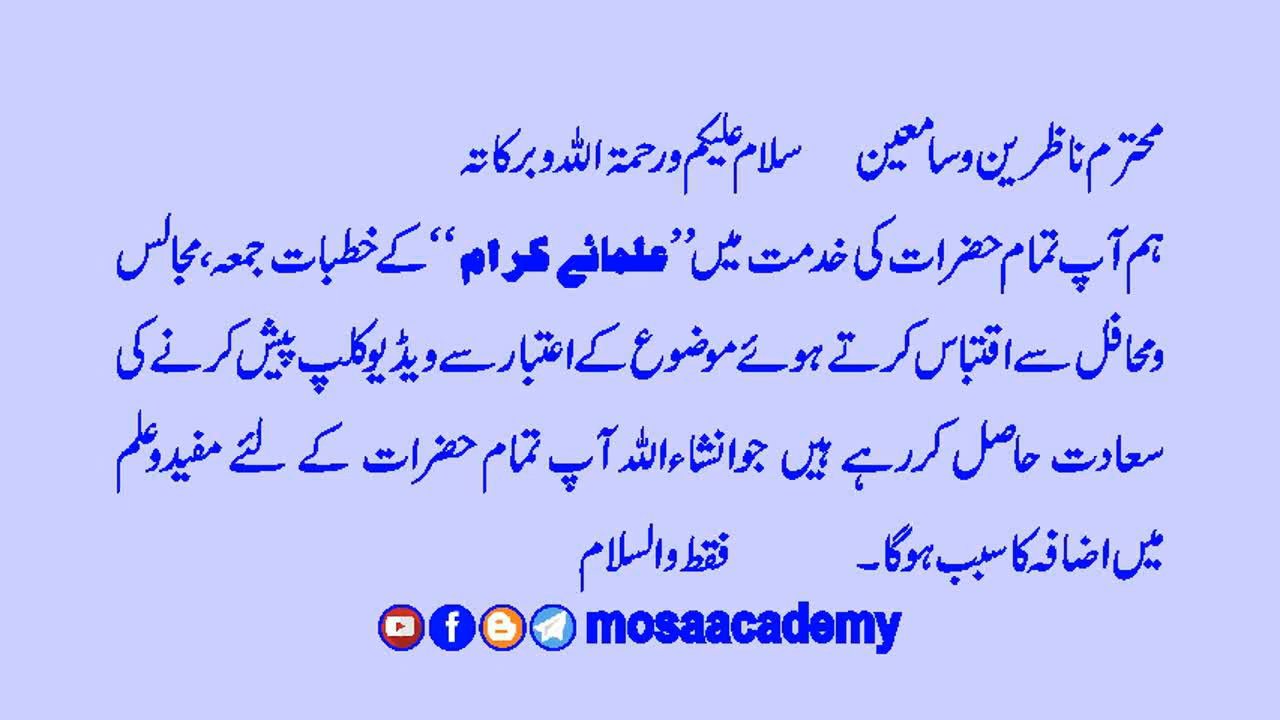 محترم ناظرین وسامعین سلام علیکم ورحمۃ اللہ وبرکاتہ
ہم آپ تمام حضرات کی خدمت میں ”علمائے کرام“ کے خطبات جمعہ، مجالس
ومحافل سے اقتباس کرتے ہوئے موضوع کے اعتبار سے ویڈیو کلپ پیش کرنے کی
سعادت حاصل کررہے ہیں جو انشاء اللہ آپ تمام حضرات کے لئے مفید وعلم
میں اضافہ کا سبب ہوگا۔ فقط والسلام
mosaacademy